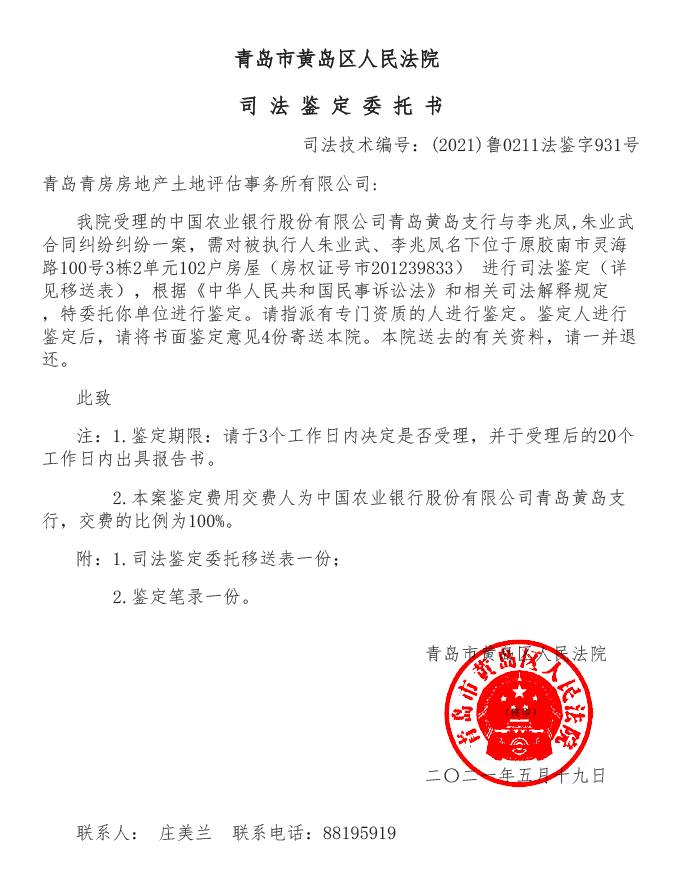 青岛市黄岛区人民法院
司法鉴定委托书
司法技术编号：(2021)鲁0211法鉴字931号
青岛青房房地产土地评估事务所有限公司:
我院受理的中国农业银行股份有限公司青岛黄岛支行与李兆凤,朱业武
合同纠纷纠纷一案，需对被执行人朱业武、李兆凤名下位于原胶南市灵海
路100号3栋2单元102户房屋（房权证号市201239833） 进行司法鉴定（详
见移送表），根据《中华人民共和国民事诉讼法》和相关司法解释规定
，特委托你单位进行鉴定。请指派有专门资质的人进行鉴定。鉴定人进行
鉴定后，请将书面鉴定意见4份寄送本院。本院送去的有关资料，请一并退
还。
此致
注：1.鉴定期限：请于3个工作日内决定是否受理，并于受理后的20个
工作日内出具报告书。
2.本案鉴定费用交费人为中国农业银行股份有限公司青岛黄岛支
行，交费的比例为100%。
附：1.司法鉴定委托移送表一份；
2.鉴定笔录一份。
青岛市黄岛区人民法院
青岛市黄岛区人民法院
（院印）
二〇二一年五月十九日
联系人： 庄美兰 联系电话：88195919